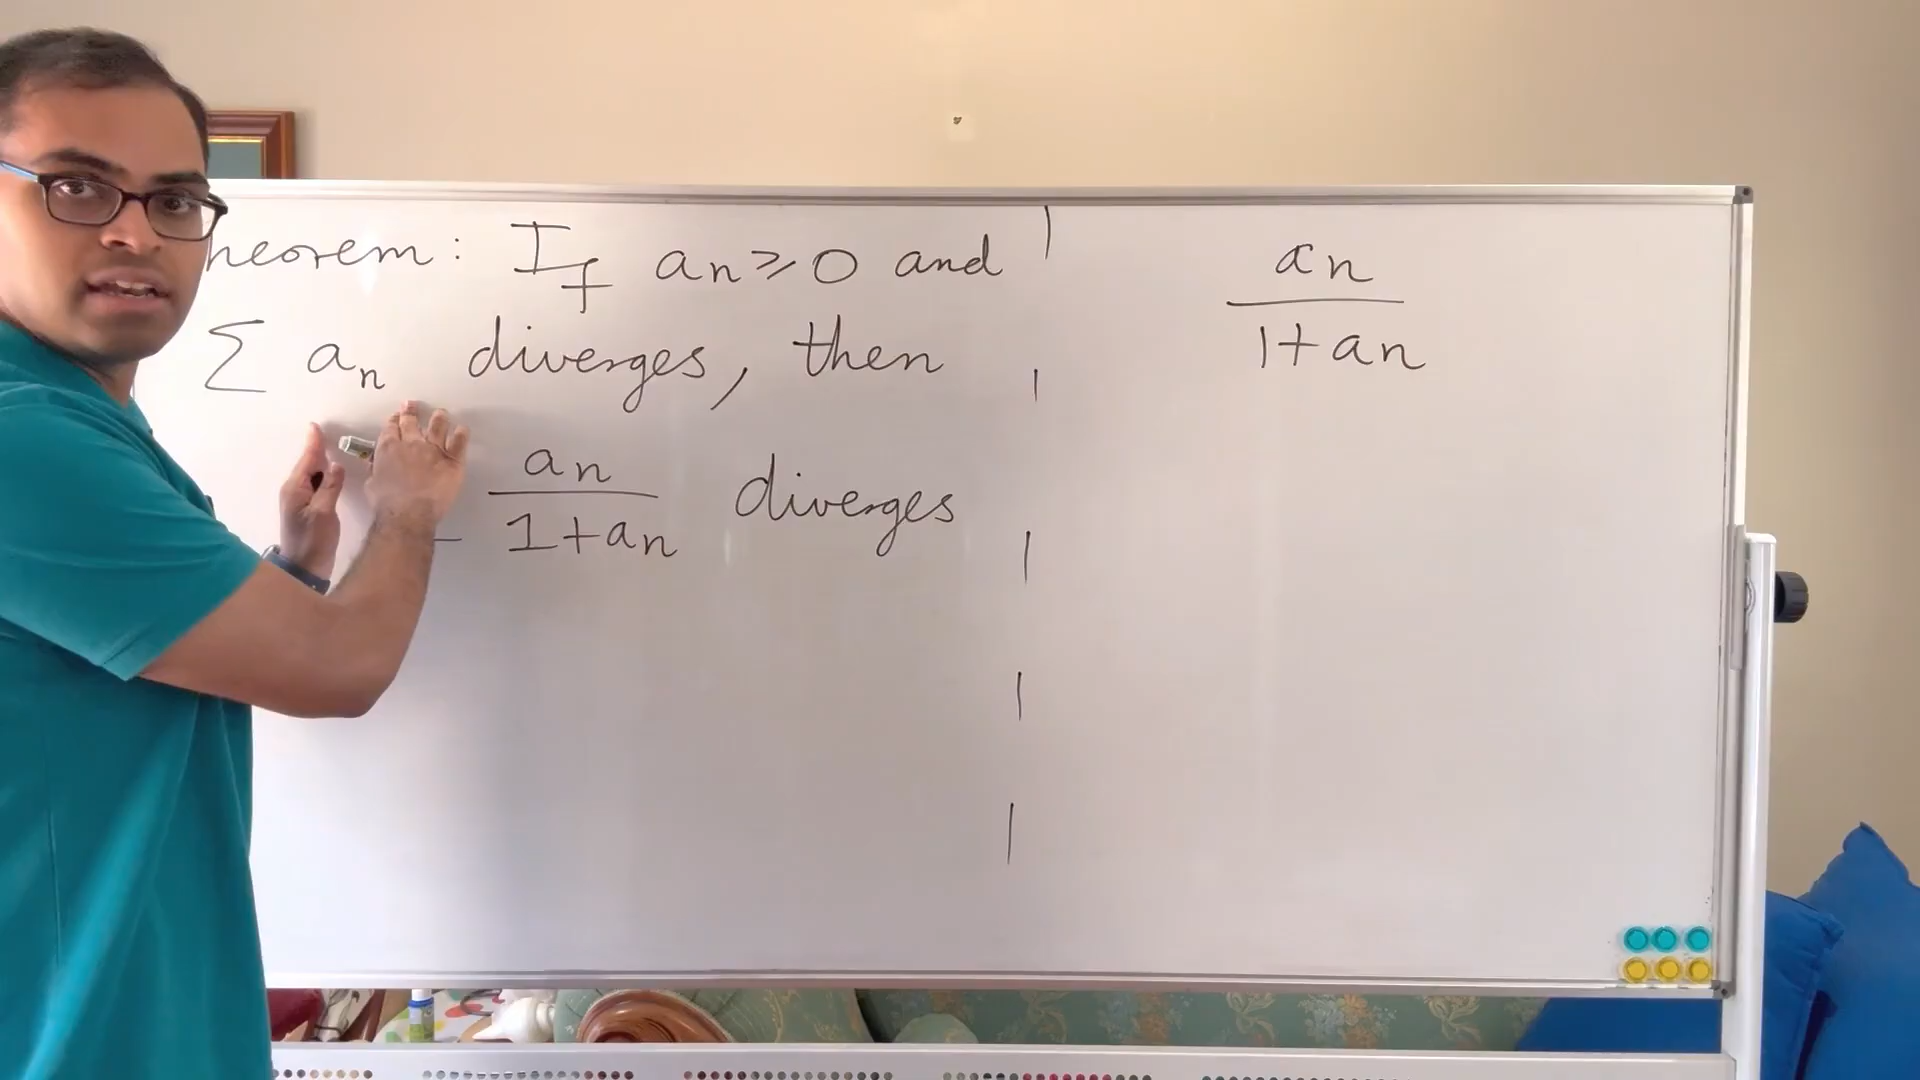 heorem: If an ≥ 0 and
∑ an diverges, then
an
1+an diverges
an
1+an